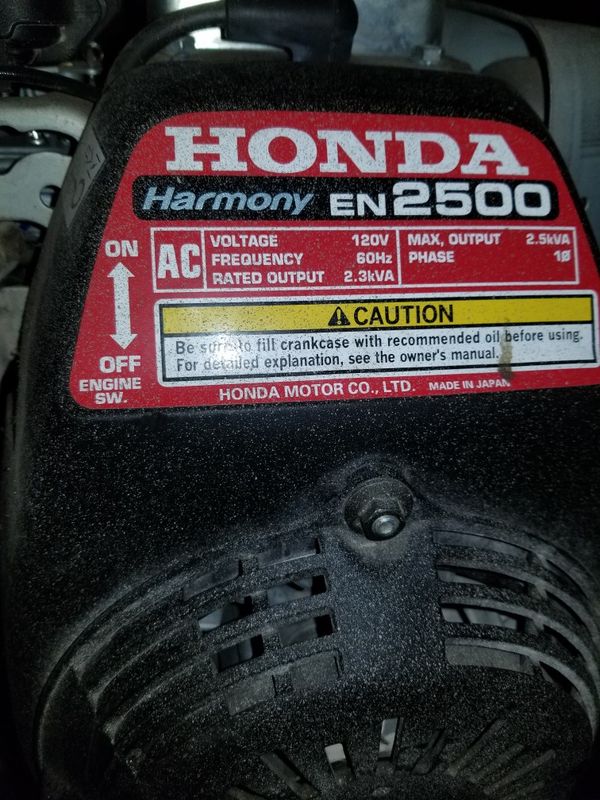 HONDA
Harmony EN2500
ON
OFF
ENGINE
SW.
AC
VOLTAGE 120V
FREQUENCY 60Hz
RATED OUTPUT 2.3kVA
MAX, OUTPUT 2.5kVA
PHASE 1Ø
CAUTION
Be sure to fill crankcase with recommended oil before using.
For detailed explanation, see the owner's manual.
HONDA MOTOR CO., LTD. MADE IN JAPAN